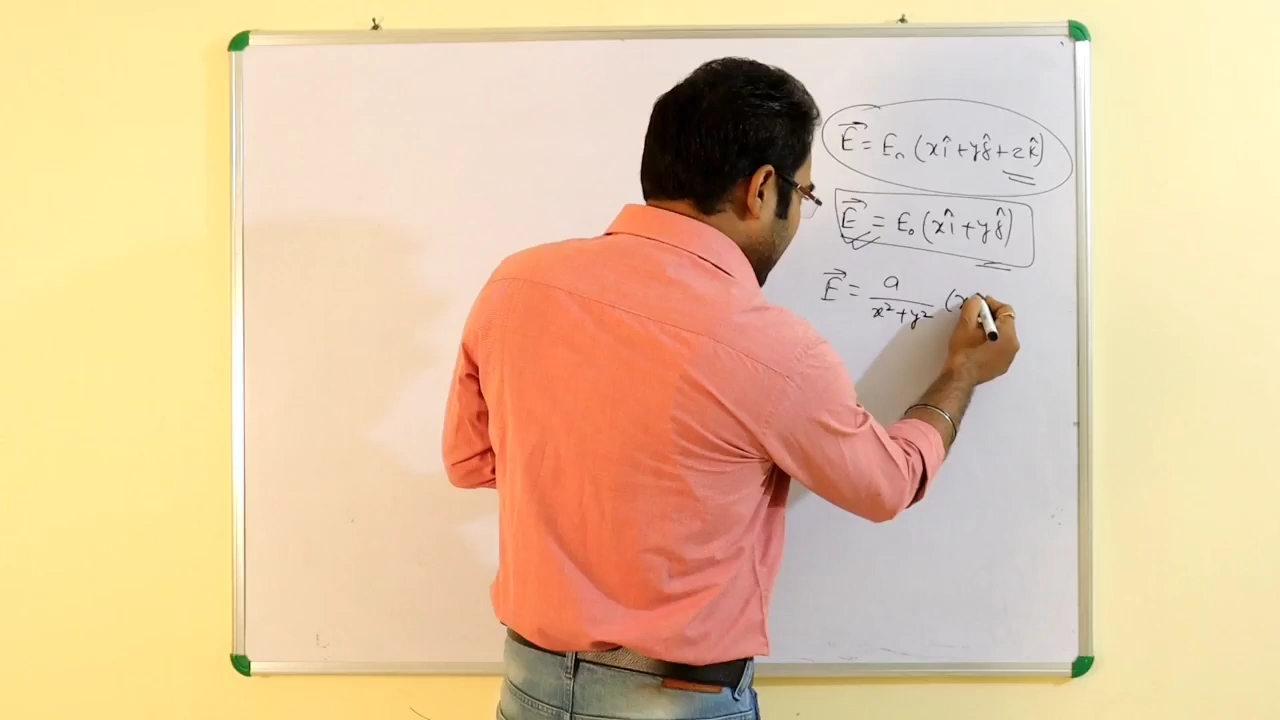 E⃗ = E₀ (xî+yĵ+zk̂)
E⃗ = E₀ (xî+yĵ)
E⃗ = a/(x²+y²) (x